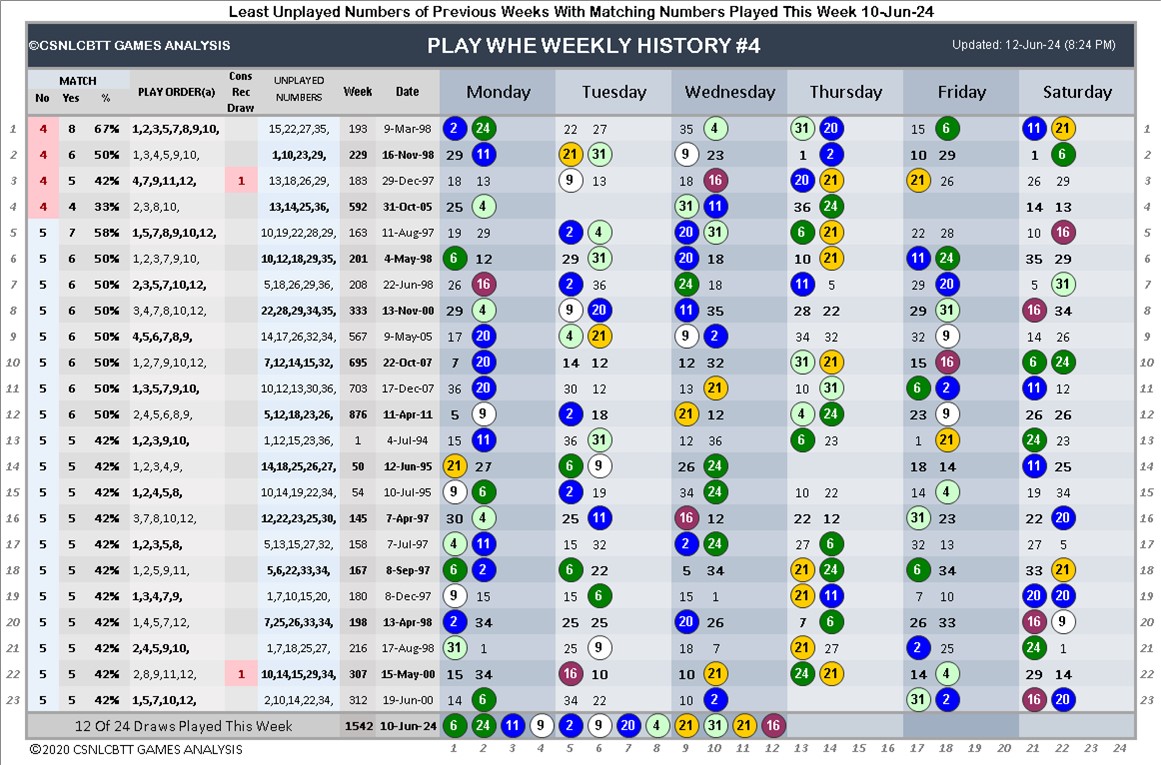 Least Unplayed Numbers of Previous Weeks With Matching Numbers Played This Week 10-Jun-24
©CSNLCBTT GAMES ANALYSIS PLAY WHE WEEKLY HISTORY #4 Updated: 12-Jun-24 (8:24 PM)
MATCH No Yes % PLAY ORDER(a) Cons Rec Draw UNPLAYED NUMBERS Week Date Monday Tuesday Wednesday Thursday Friday Saturday
1 4 8 67% 1,2,3,5,7,8,9,10, 15,22,27,35, 193 9-Mar-98 2 24 22 27 35 4 31 20 15 6 11 21 1
2 4 6 50% 1,3,4,5,9,10, 1,10,23,29, 229 16-Nov-98 29 11 21 31 9 23 1 2 10 29 1 6 2
3 4 5 42% 4,7,9,11,12, 1 13,18,26,29, 183 29-Dec-97 18 13 9 13 18 16 20 21 21 26 26 29 3
4 4 4 33% 2,3,8,10, 13,14,25,36, 592 31-Oct-05 25 4 31 11 36 24 14 13 4
5 5 7 58% 1,5,7,8,9,10,12, 10,19,22,28,29, 163 11-Aug-97 19 29 2 4 20 31 6 21 22 28 10 16 5
6 5 6 50% 1,2,3,7,9,10, 10,12,18,29,35, 201 4-May-98 6 12 29 31 20 18 10 21 11 24 35 29 6
7 5 6 50% 2,3,5,7,10,12, 5,18,26,29,36, 208 22-Jun-98 26 16 2 36 24 18 11 5 29 20 5 31 7
8 5 6 50% 3,4,7,8,10,12, 22,28,29,34,35, 333 13-Nov-00 29 4 9 20 11 35 28 22 29 31 16 34 8
9 5 6 50% 4,5,6,7,8,9, 14,17,26,32,34, 567 9-May-05 17 20 4 21 9 2 34 32 32 9 14 26 9
10 5 6 50% 1,2,7,9,10,12, 7,12,14,15,32, 695 22-Oct-07 7 20 14 12 12 32 31 21 15 16 6 24 10
11 5 6 50% 1,3,5,7,9,10, 10,12,13,30,36, 703 17-Dec-07 36 20 30 12 13 21 10 31 6 2 11 12 11
12 5 6 50% 2,4,5,6,8,9, 5,12,18,23,26, 876 11-Apr-11 5 9 2 18 21 12 4 24 23 9 26 26 12
13 5 5 42% 1,2,3,9,10, 1,12,15,23,36, 1 4-Jul-94 15 11 36 31 12 36 6 23 1 21 24 23 13
14 5 5 42% 1,2,3,4,9, 14,18,25,26,27, 50 12-Jun-95 21 27 6 9 26 24 18 14 11 25 14
15 5 5 42% 1,2,4,5,8, 10,14,19,22,34, 54 10-Jul-95 9 6 2 19 34 24 10 22 14 4 19 34 15
16 5 5 42% 3,7,8,10,12, 12,22,23,25,30, 145 7-Apr-97 30 4 25 11 16 12 22 12 31 23 22 20 16
17 5 5 42% 1,2,3,5,8, 5,13,15,27,32, 158 7-Jul-97 4 11 15 32 2 24 27 6 32 13 27 5 17
18 5 5 42% 1,2,5,9,11, 5,6,22,33,34, 167 8-Sep-97 6 2 6 22 5 34 21 24 6 34 33 21 18
19 5 5 42% 1,3,4,7,9, 1,7,10,15,20, 180 8-Dec-97 9 15 15 6 15 1 21 11 7 10 20 20 19
20 5 5 42% 1,4,5,7,12, 7,25,26,33,34, 198 13-Apr-98 2 34 25 25 20 26 7 6 26 33 16 9 20
21 5 5 42% 2,4,5,9,10, 1,7,18,25,27, 216 17-Aug-98 31 1 25 9 18 7 21 27 2 25 24 1 21
22 5 5 42% 2,8,9,11,12, 1 10,14,15,29,34, 307 15-May-00 15 34 16 10 10 21 24 21 14 4 29 14 22
23 5 5 42% 1,5,7,10,12, 2,10,14,22,34, 312 19-Jun-00 14 6 34 22 10 2 31 2 16 20 23
12 Of 24 Draws Played This Week 1542 10-Jun-24 6 24 11 9 2 9 20 4 21 31 11 16
©2020 CSNLCBTT GAMES ANALYSIS 1 2 3 4 5 6 7 8 9 10 11 12 13 14 15 16 17 18 19 20 21 22 23 24